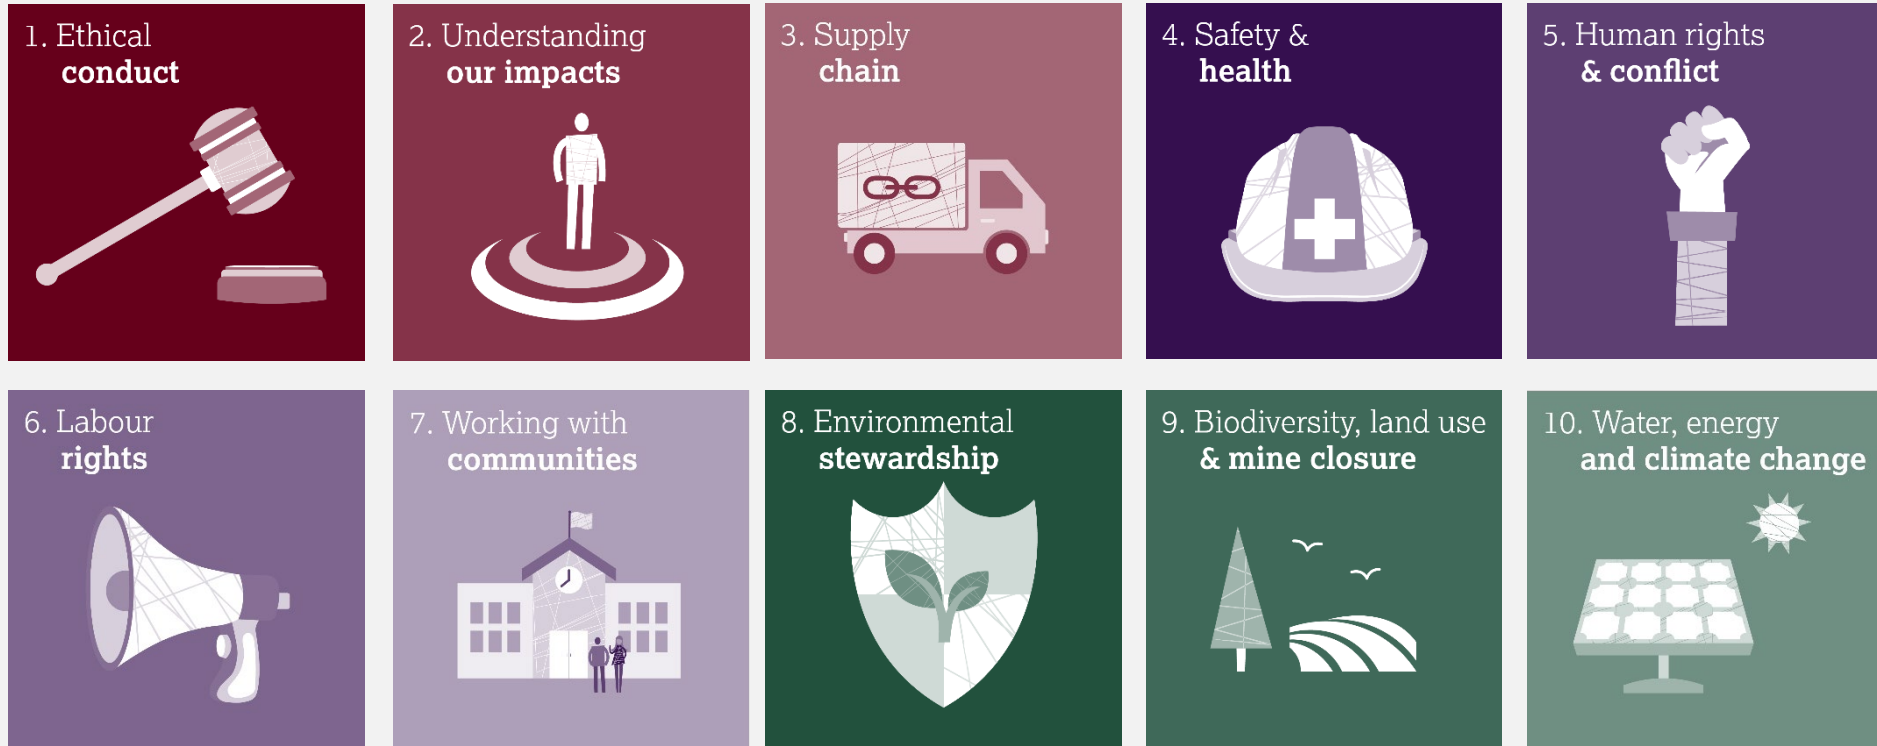 1. Ethical
conduct
2. Understanding
our impacts
3. Supply
chain
4. Safety &
health
5. Human rights
& conflict
6. Labour
rights
7. Working with
communities
8. Environmental
stewardship
9. Biodiversity, land use
& mine closure
10. Water, energy
and climate change